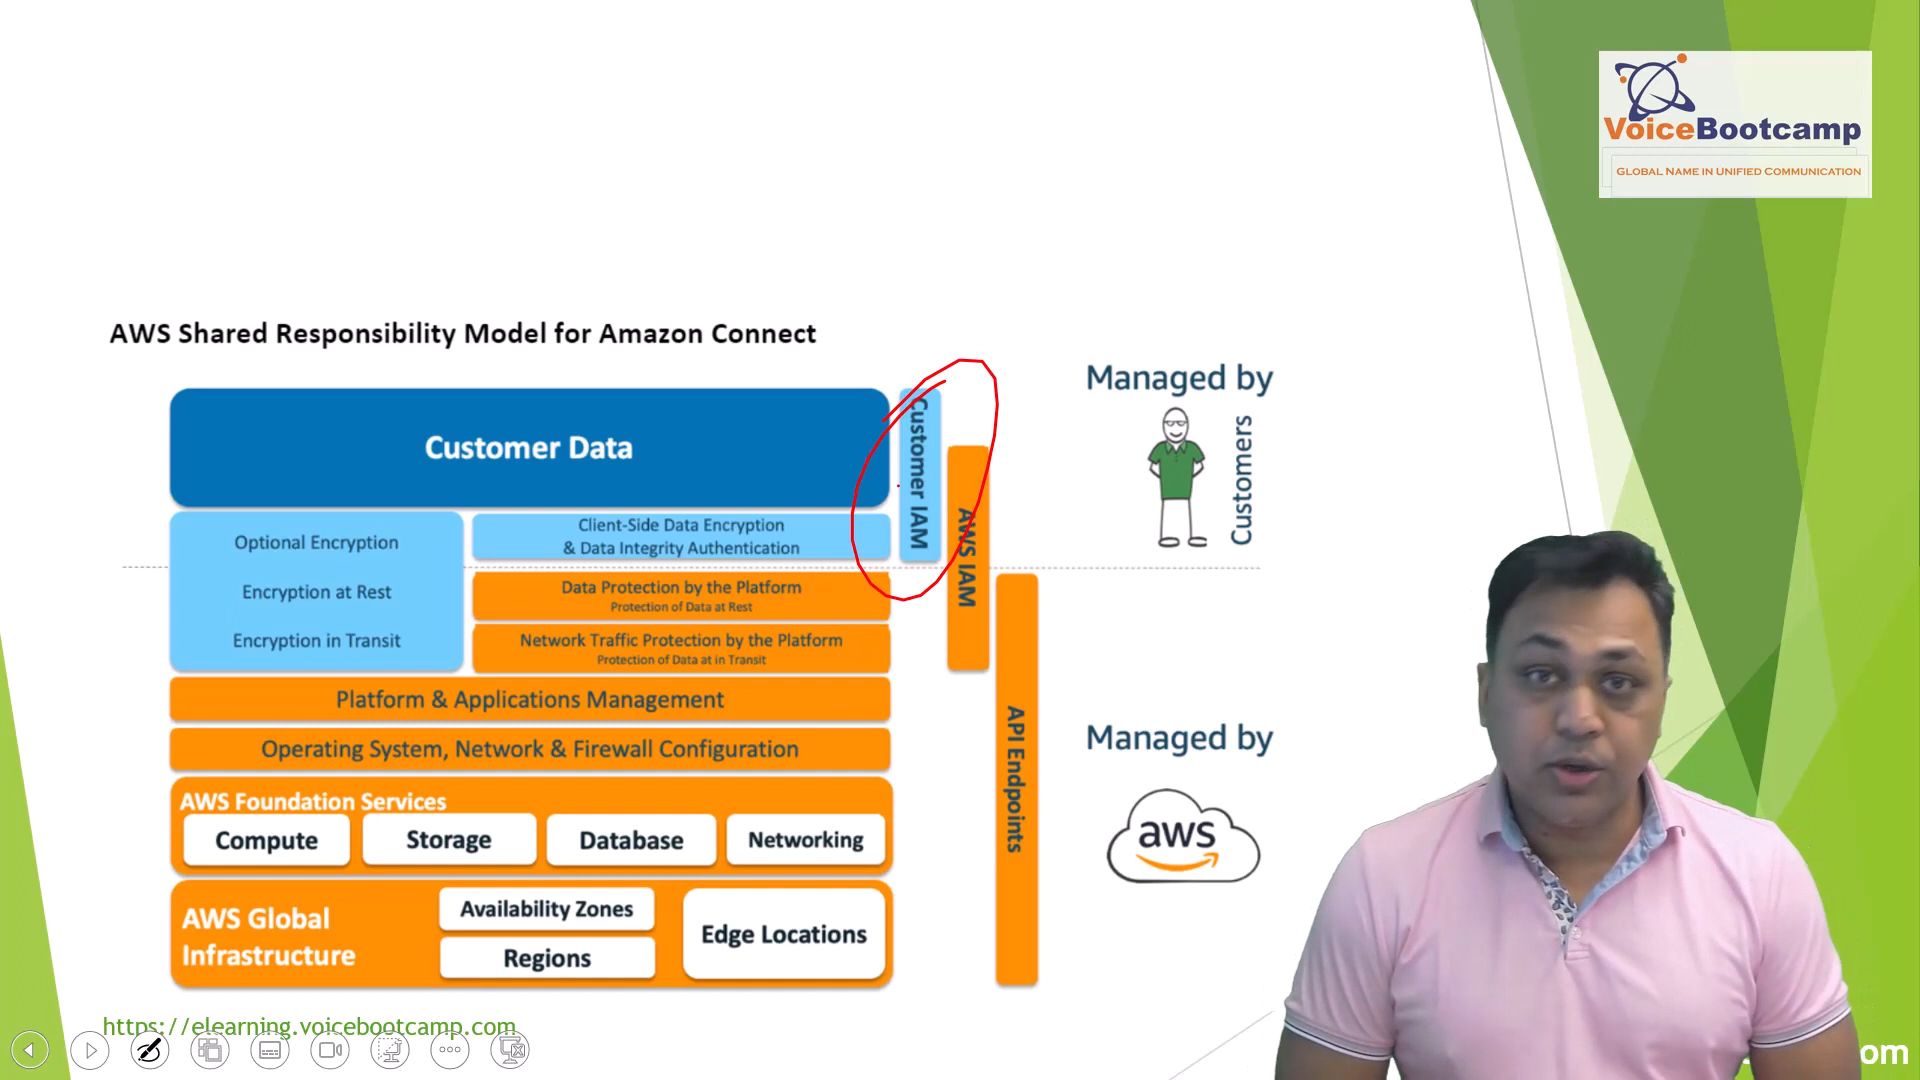 VoiceBootcamp
GLOBAL NAME IN UNIFIED COMMUNICATION
AWS Shared Responsibility Model for Amazon Connect
Customer Data
Customer IAM
AWS IAM
API Endpoints
Optional Encryption
Encryption at Rest
Encryption in Transit
Client-Side Data Encryption
& Data Integrity Authentication
Data Protection by the Platform
Protection of Data at Rest
Network Traffic Protection by the Platform
Protection of Data at in Transit
Platform & Applications Management
Operating System, Network & Firewall Configuration
AWS Foundation Services
Compute
Storage
Database
Networking
AWS Global
Infrastructure
Availability Zones
Regions
Edge Locations
Managed by
Customers
Managed by
aws
https://elearning.voicebootcamp.com
om